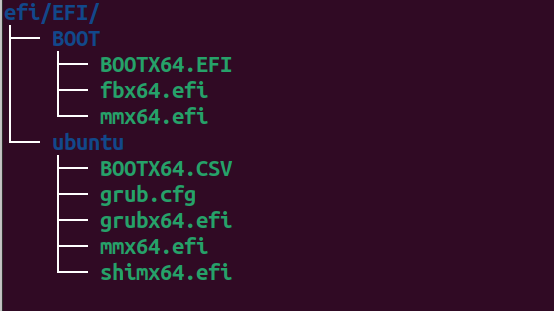 efi/EFI/
BOOT
BOOTX64.EFI
fbx64.efi
mmx64.efi
ubuntu
BOOTX64.CSV
grub.cfg
grubx64.efi
mmx64.efi
shimx64.efi